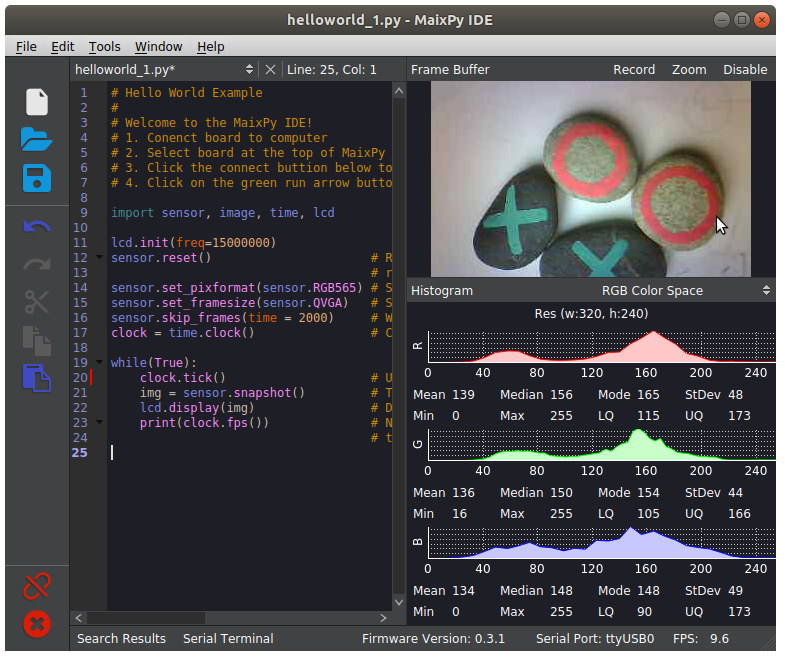 helloworld_1.py - MaixPy IDE
File Edit Tools Window Help
helloworld_1.py* Line: 25, Col: 1
Frame Buffer Record Zoom Disable
1 # Hello World Example
2 #
3 # Welcome to the MaixPy IDE!
4 # 1. Conenct board to computer
5 # 2. Select board at the top of MaixPy
6 # 3. Click the connect buttion below to
7 # 4. Click on the green run arrow butto
8
9 import sensor, image, time, lcd
10
11 lcd.init(freq=15000000)
12 sensor.reset() # R
13 # r
14 sensor.set_pixformat(sensor.RGB565) # S
15 sensor.set_framesize(sensor.QVGA) # S
16 sensor.skip_frames(time = 2000) # W
17 clock = time.clock() # C
18
19 while(True):
20 clock.tick() # U
21 img = sensor.snapshot() # T
22 lcd.display(img) # D
23 print(clock.fps()) # N
24 # t
25
Histogram RGB Color Space
Res (w:320, h:240)
R
0 40 80 120 160 200 240
Mean 139 Median 156 Mode 165 StDev 48
Min 0 Max 255 LQ 115 UQ 173
G
0 40 80 120 160 200 240
Mean 136 Median 150 Mode 154 StDev 44
Min 16 Max 255 LQ 105 UQ 166
B
0 40 80 120 160 200 240
Mean 134 Median 148 Mode 148 StDev 49
Min 0 Max 255 LQ 90 UQ 173
Search Results Serial Terminal Firmware Version: 0.3.1 Serial Port: ttyUSB0 FPS: 9.6